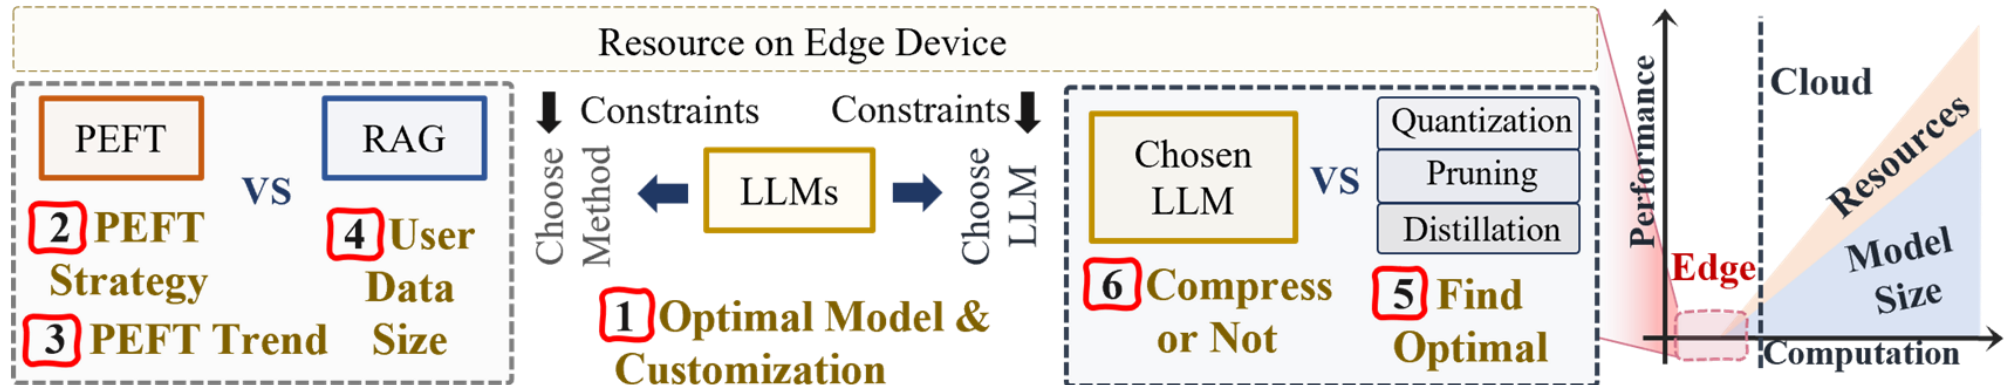 Resource on Edge Device
PEFT
VS
RAG
2 PEFT
Strategy
3 PEFT Trend
4 User
Data
Size
Constraints
Choose
Method
LLMs
Constraints
Choose
LLM
1 Optimal Model &
Customization
Chosen
LLM
VS
Quantization
Pruning
Distillation
6 Compress
or Not
5 Find
Optimal
Performance
Cloud
Resources
Model
Size
Edge
Computation